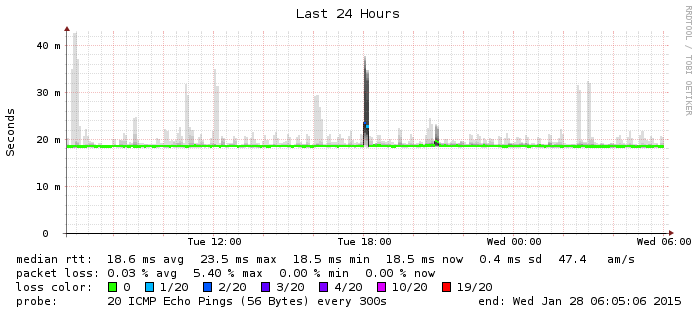 Last 24 Hours
RRDTOOL / TOBI OETIKER
Seconds
40 m
30 m
20 m
10 m
0
Tue 12:00 Tue 18:00 Wed 00:00 Wed 06:00
median rtt: 18.6 ms avg 23.5 ms max 18.5 ms min 18.5 ms now 0.4 ms sd 47.4 am/s
packet loss: 0.03 % avg 5.40 % max 0.00 % min 0.00 % now
loss color: 0 1/20 2/20 3/20 4/20 10/20 19/20
probe: 20 ICMP Echo Pings (56 Bytes) every 300s end: Wed Jan 28 06:05:06 2015